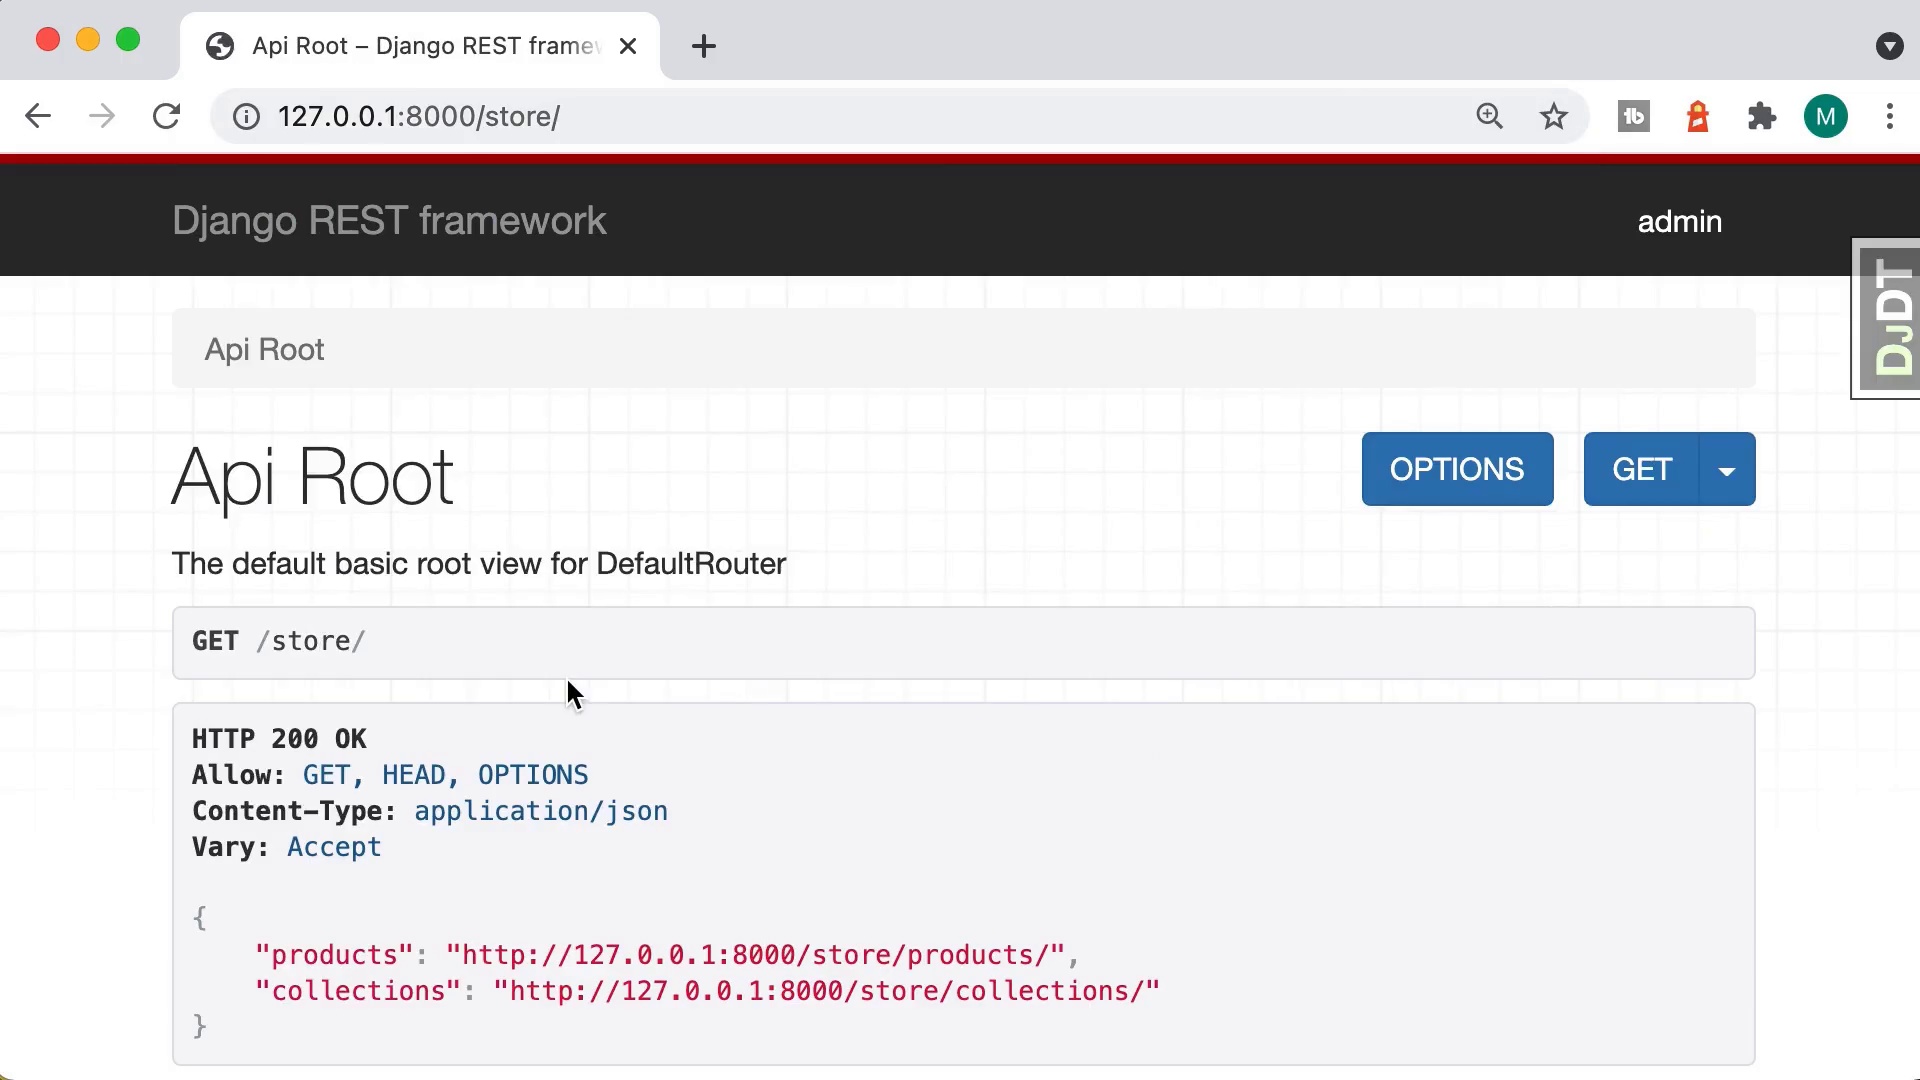 Api Root – Django REST framew
127.0.0.1:8000/store/
M
Django REST framework
admin
DJDT
Api Root
Api Root
OPTIONS
GET
The default basic root view for DefaultRouter
GET /store/
HTTP 200 OK
Allow: GET, HEAD, OPTIONS
Content-Type: application/json
Vary: Accept
{
"products": "http://127.0.0.1:8000/store/products/",
"collections": "http://127.0.0.1:8000/store/collections/"
}